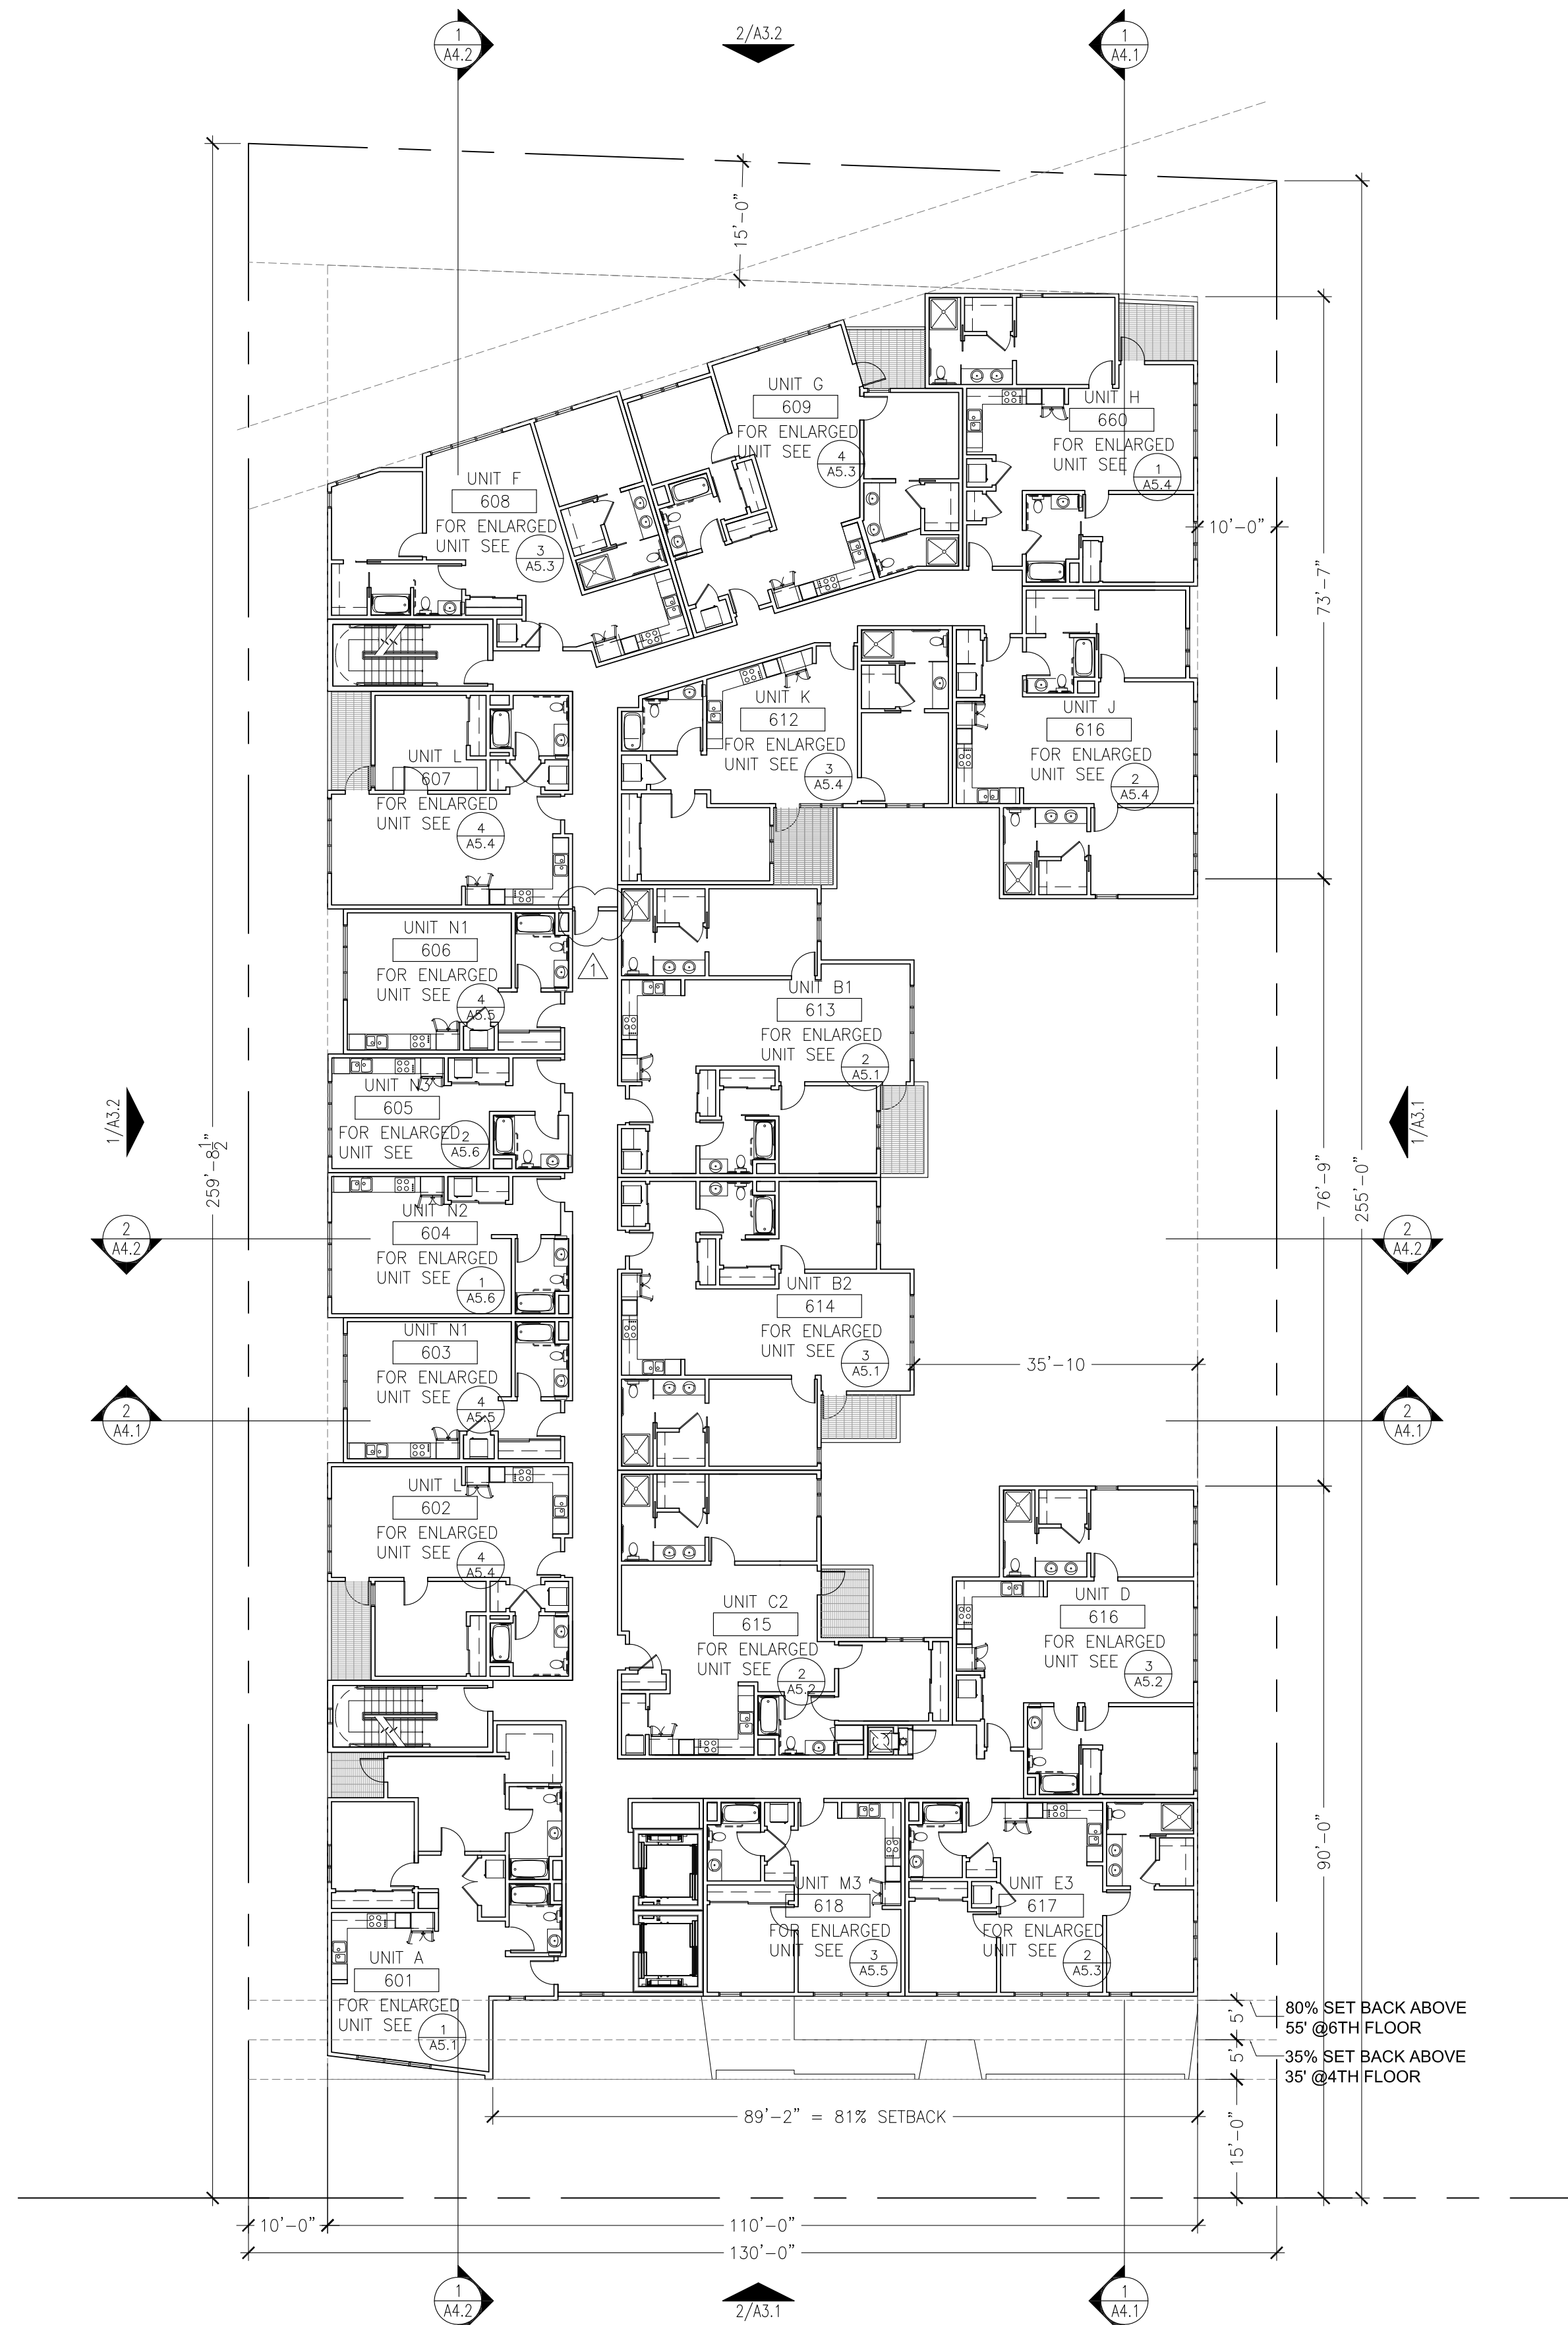 1
A4.2
2/A3.2
1
A4.1
15'-0"
UNIT G
609
FOR ENLARGED
UNIT SEE
4
A5.3
UNIT H
660
FOR ENLARGED
UNIT SEE
1
A5.4
UNIT F
608
FOR ENLARGED
UNIT SEE
3
A5.3
10'-0"
73'-7"
UNIT K
612
FOR ENLARGED
UNIT SEE
3
A5.4
UNIT J
616
FOR ENLARGED
UNIT SEE
2
A5.4
UNIT L
607
FOR ENLARGED
UNIT SEE
4
A5.4
UNIT N1
606
FOR ENLARGED
UNIT SEE
4
A5.5
1
UNIT B1
613
FOR ENLARGED
UNIT SEE
2
A5.1
UNIT N3
605
FOR ENLARGED
UNIT SEE
2
A5.6
1/A3.2
259'-8 1/2"
1/A3.1
76'-9"
255'-0"
UNIT N2
604
FOR ENLARGED
UNIT SEE
1
A5.6
2
A4.2
2
A4.2
UNIT B2
614
FOR ENLARGED
UNIT SEE
3
A5.1
UNIT N1
603
FOR ENLARGED
UNIT SEE
4
A5.5
35'-10
2
A4.1
2
A4.1
UNIT L
602
FOR ENLARGED
UNIT SEE
4
A5.4
UNIT C2
615
FOR ENLARGED
UNIT SEE
2
A5.2
UNIT D
616
FOR ENLARGED
UNIT SEE
3
A5.2
90'-0"
UNIT M3
618
FOR ENLARGED
UNIT SEE
3
A5.5
UNIT E3
617
FOR ENLARGED
UNIT SEE
2
A5.3
UNIT A
601
FOR ENLARGED
UNIT SEE
1
A5.1
5'
80% SET BACK ABOVE
55' @6TH FLOOR
5'
35% SET BACK ABOVE
35' @4TH FLOOR
89'-2" = 81% SETBACK
15'-0"
10'-0"
110'-0"
130'-0"
1
A4.2
2/A3.1
1
A4.1